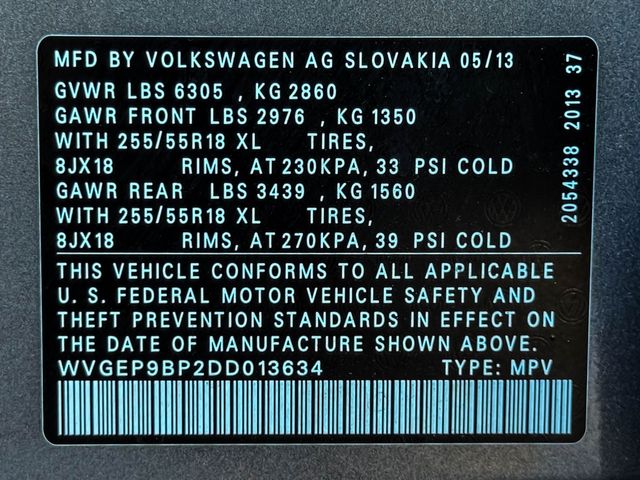 MFD BY VOLKSWAGEN AG SLOVAKIA 05/13
GVWR LBS 6305 , KG 2860
GAWR FRONT LBS 2976 , KG 1350
WITH 255/55R18 XL TIRES,
8JX18 RIMS, AT 230KPA, 33 PSI COLD
GAWR REAR LBS 3439 , KG 1560
WITH 255/55R18 XL TIRES,
8JX18 RIMS, AT 270KPA, 39 PSI COLD
THIS VEHICLE CONFORMS TO ALL APPLICABLE
U. S. FEDERAL MOTOR VEHICLE SAFETY AND
THEFT PREVENTION STANDARDS IN EFFECT ON
THE DATE OF MANUFACTURE SHOWN ABOVE.
WVGEP9BP2DD013634 TYPE: MPV
2054338 2013 37